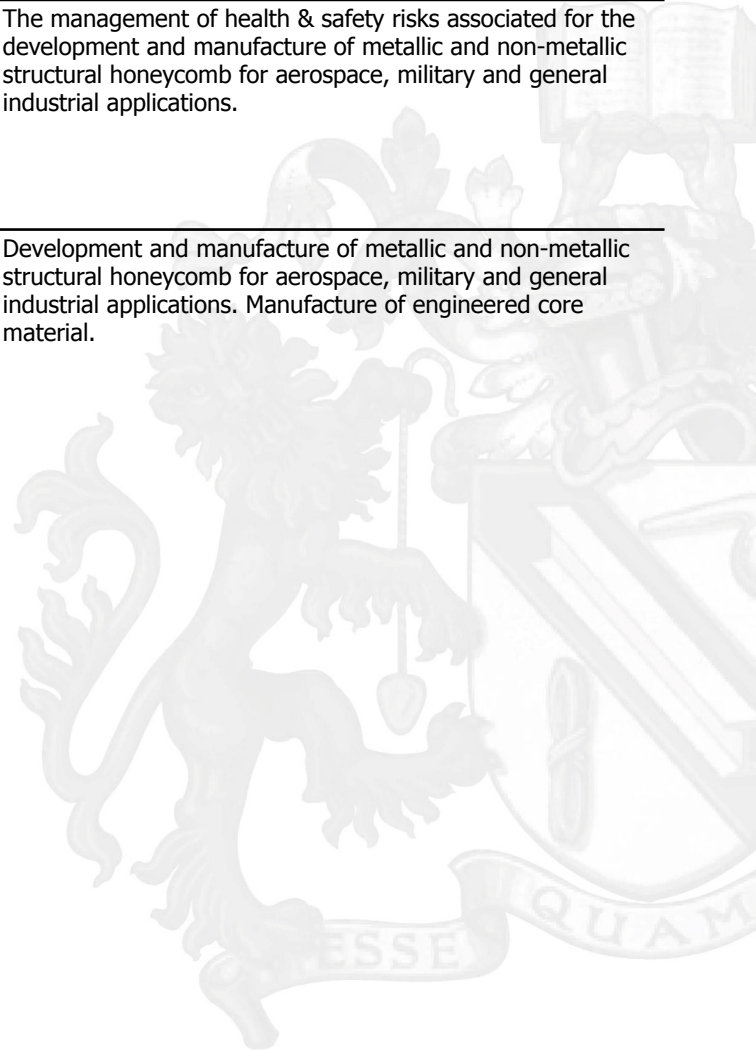 The management of health & safety risks associated for the
development and manufacture of metallic and non-metallic
structural honeycomb for aerospace, military and general
industrial applications.
Development and manufacture of metallic and non-metallic
structural honeycomb for aerospace, military and general
industrial applications. Manufacture of engineered core
material.
ESSE QUAM